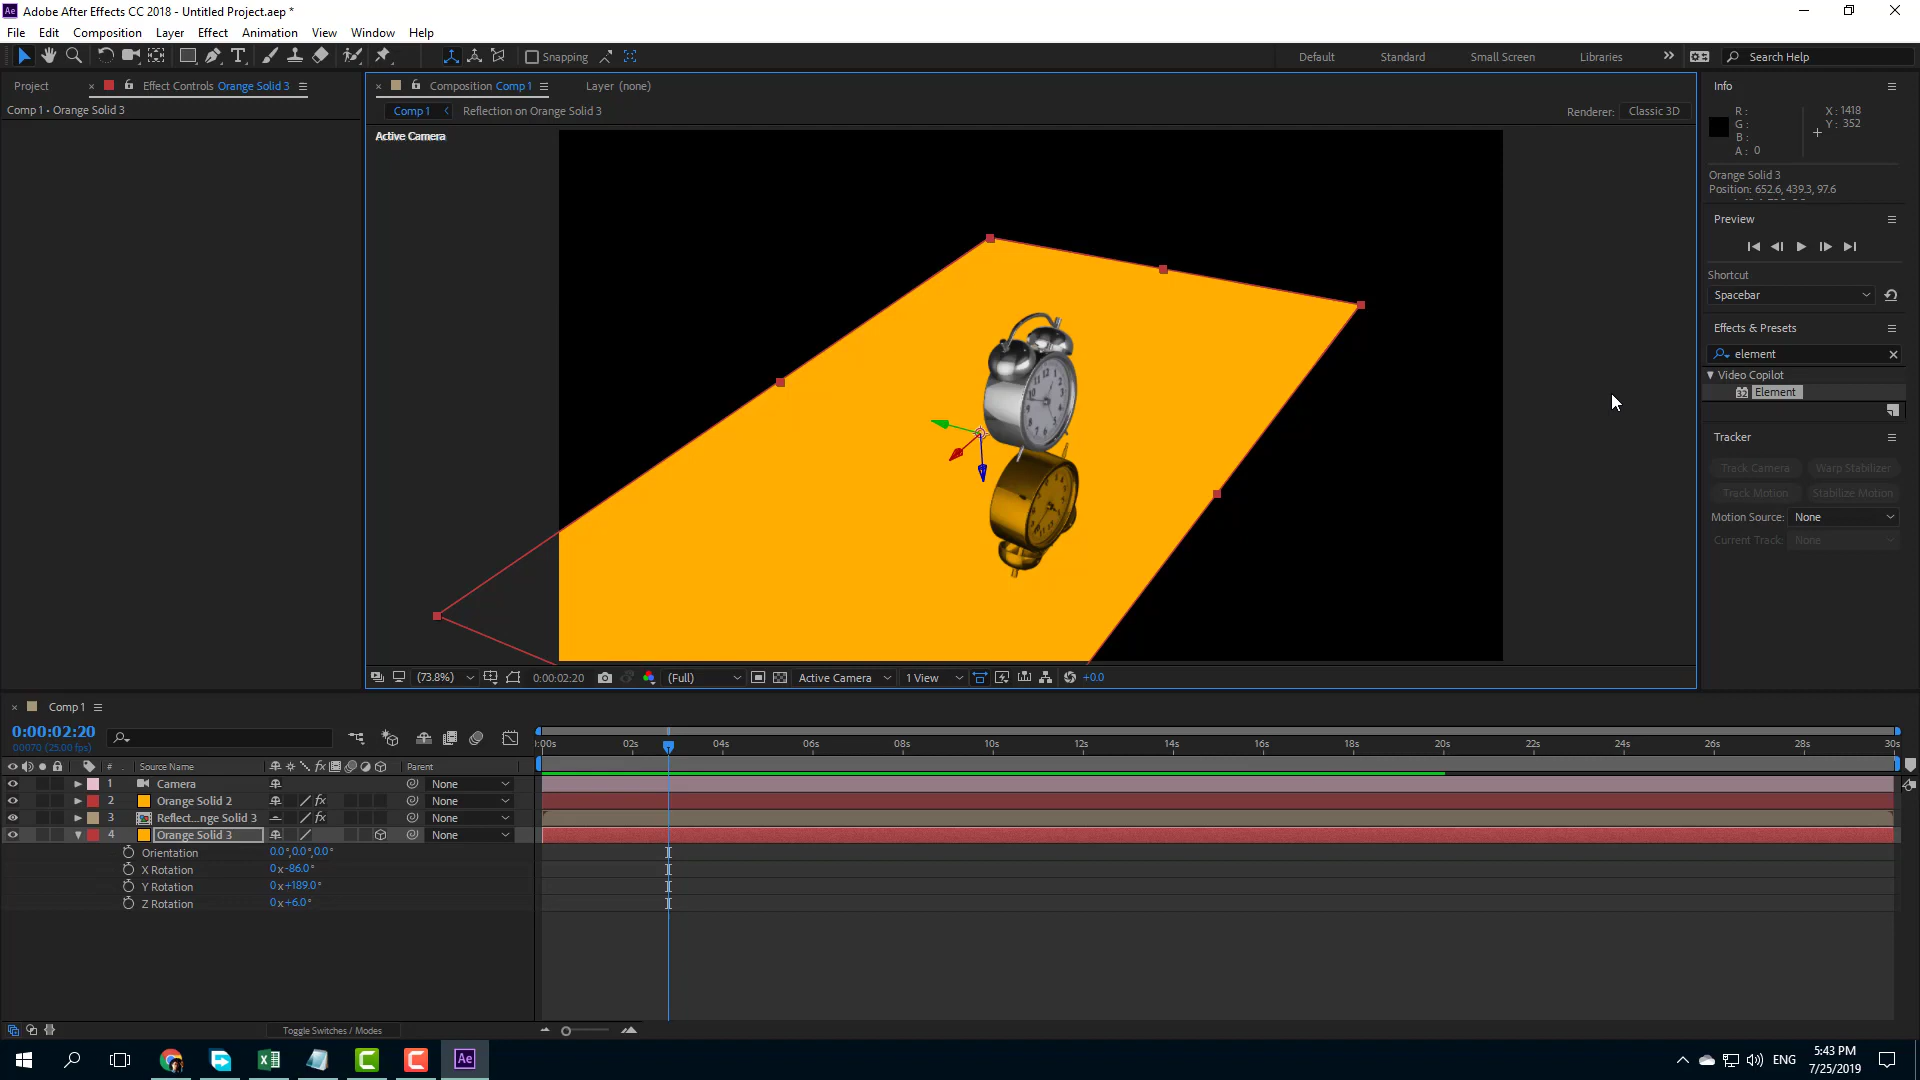 Adobe After Effects CC 2018 - Untitled Project.aep *
File Edit Composition Layer Effect Animation View Window Help
Snapping Default Standard Small Screen Libraries Search Help
Project Effect Controls Orange Solid 3
Comp 1 • Orange Solid 3
Composition Comp 1 Layer (none)
Comp 1 Reflection on Orange Solid 3
Renderer: Classic 3D
Active Camera
Info
R :
G :
B :
A : 0
X : 1418
Y : 352
Orange Solid 3
Position: 652.6, 439.3, 97.6
Preview
Shortcut
Spacebar
Effects & Presets
element
Video Copilot
32 Element
Tracker
Track Camera Warp Stabilizer
Track Motion Stabilize Motion
Motion Source: None
Current Track: None
(73.8%) 0:00:02:20 (Full) Active Camera 1 View +0.0
Comp 1
0:00:02:20
00070 (25.00 fps)
:00s 02s 04s 06s 08s 10s 12s 14s 16s 18s 20s 22s 24s 26s 28s 30s
# Source Name fx Parent
1 Camera None
2 Orange Solid 2 fx None
3 Reflect...nge Solid 3 fx None
4 Orange Solid 3 None
Orientation 0.0°,0.0°,0.0°
X Rotation 0x-86.0°
Y Rotation 0x+189.0°
Z Rotation 0x+6.0°
Toggle Switches / Modes
Ae
ENG
5:43 PM
7/25/2019